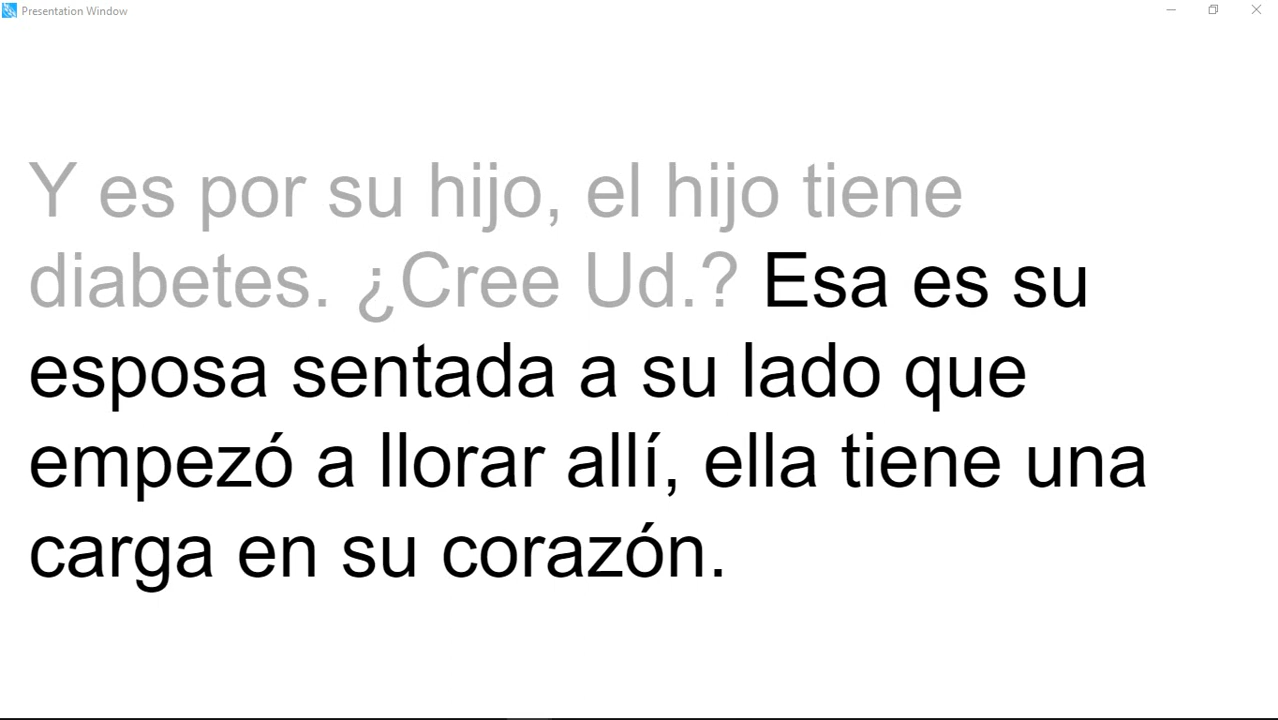 Presentation Window
Y es por su hijo, el hijo tiene
diabetes. ¿Cree Ud.? Esa es su
esposa sentada a su lado que
empezó a llorar allí, ella tiene una
carga en su corazón.